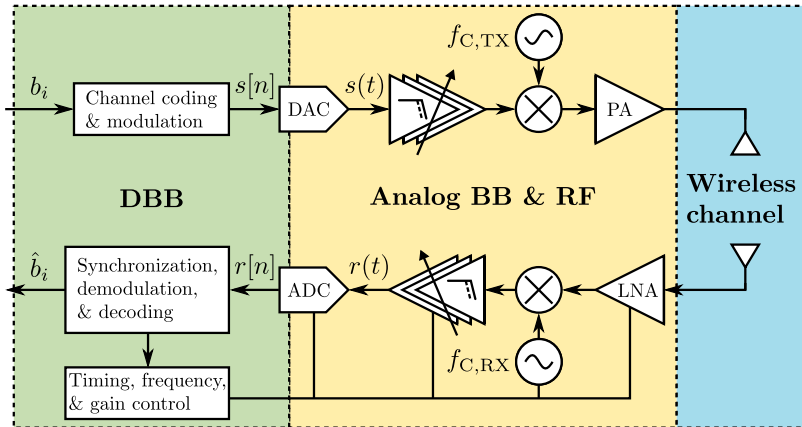 f_C,TX
b_i
s[n]
s(t)
Channel coding
& modulation
DAC
PA
DBB
Analog BB & RF
Wireless
channel
b̂_i
Synchronization,
demodulation,
& decoding
r[n]
ADC
r(t)
LNA
f_C,RX
Timing, frequency,
& gain control